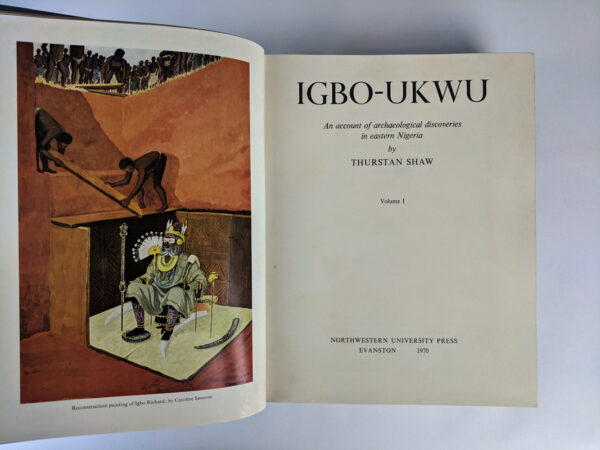 Reconstruction painting of Igbo Richard; by Caroline Sassoon
IGBO-UKWU
An account of archaeological discoveries
in eastern Nigeria
by
THURSTAN SHAW
Volume I
NORTHWESTERN UNIVERSITY PRESS
EVANSTON 1970